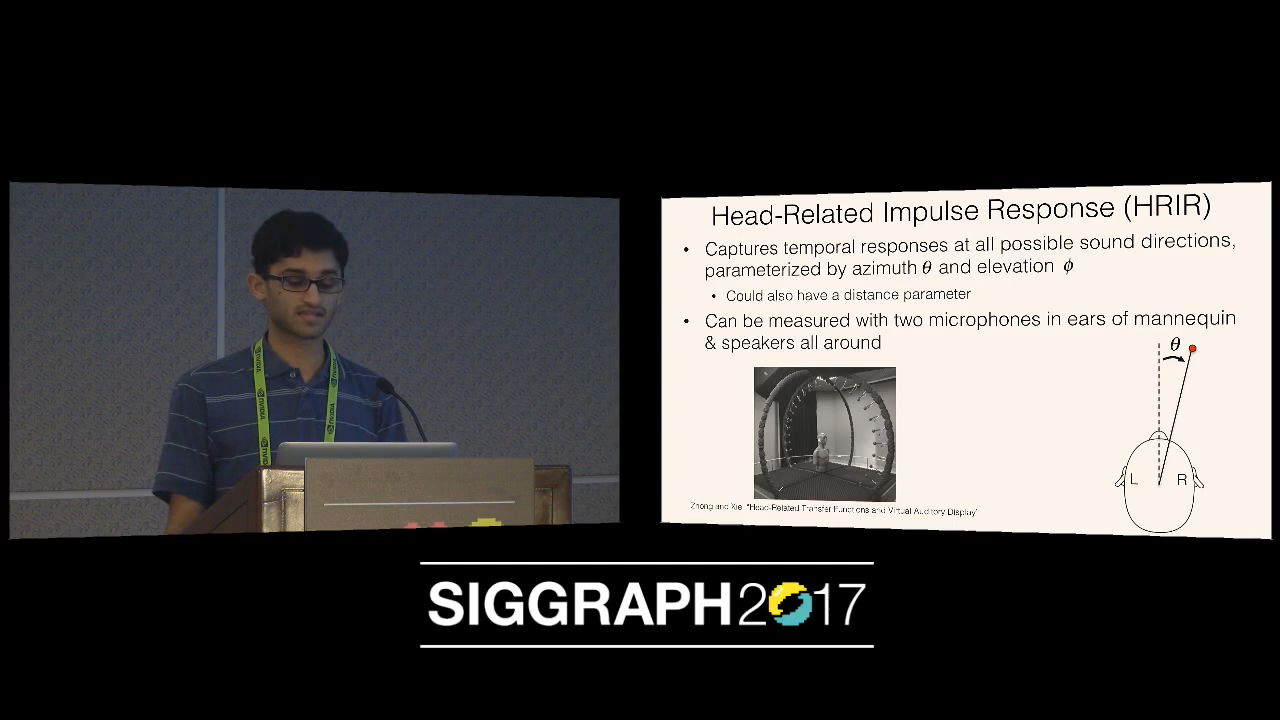 Head-Related Impulse Response (HRIR)
• Captures temporal responses at all possible sound directions,
parameterized by azimuth θ and elevation ϕ
• Could also have a distance parameter
• Can be measured with two microphones in ears of mannequin
& speakers all around
θ
L R
Zhong and Xie, "Head-Related Transfer Functions and Virtual Auditory Display"
NVIDIA
NVIDIA
SIGGRAPH2017